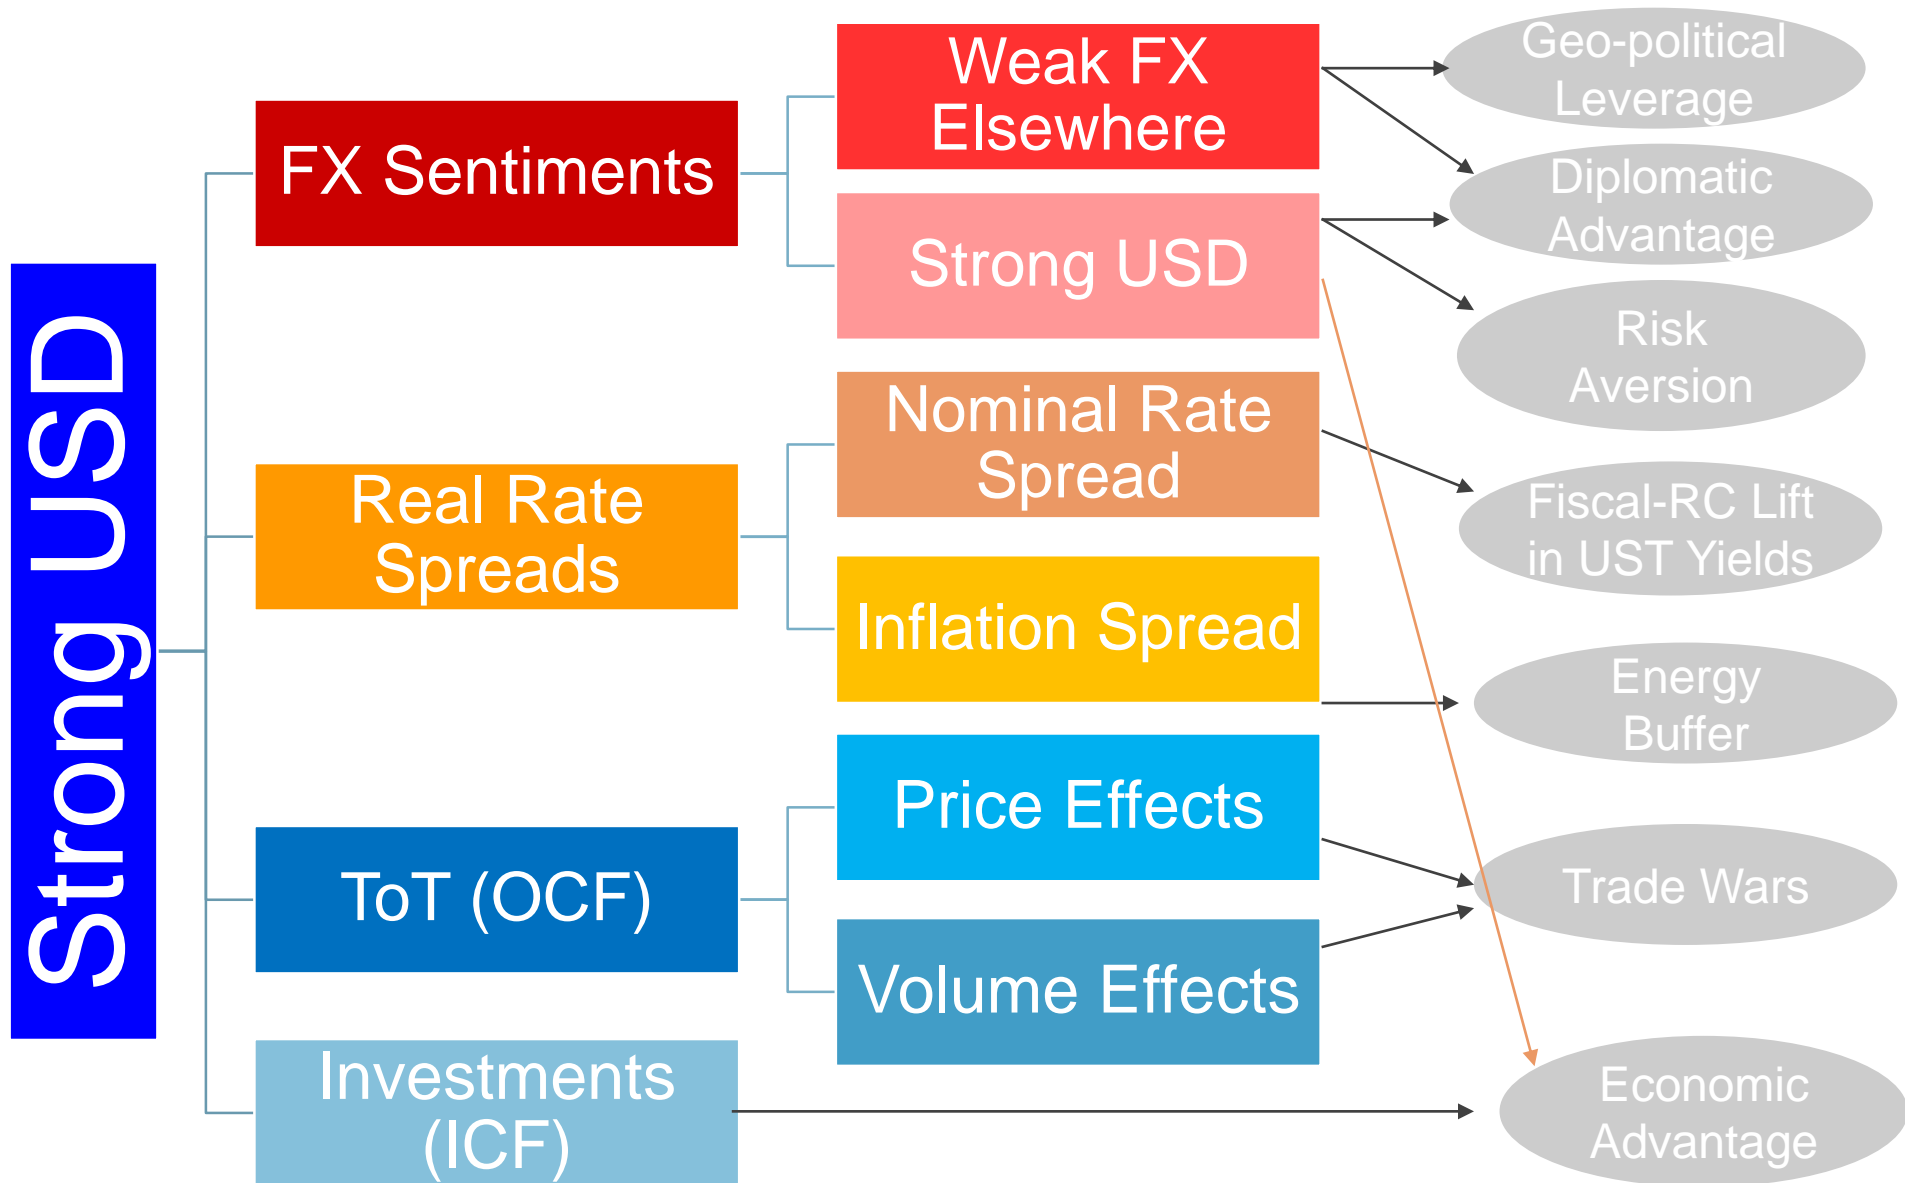 Strong USD
FX Sentiments
Real Rate
Spreads
ToT (OCF)
Investments
(ICF)
Weak FX
Elsewhere
Strong USD
Nominal Rate
Spread
Inflation Spread
Price Effects
Volume Effects
Geo-political
Leverage
Diplomatic
Advantage
Risk
Aversion
Fiscal-RC Lift
in UST Yields
Energy
Buffer
Trade Wars
Economic
Advantage